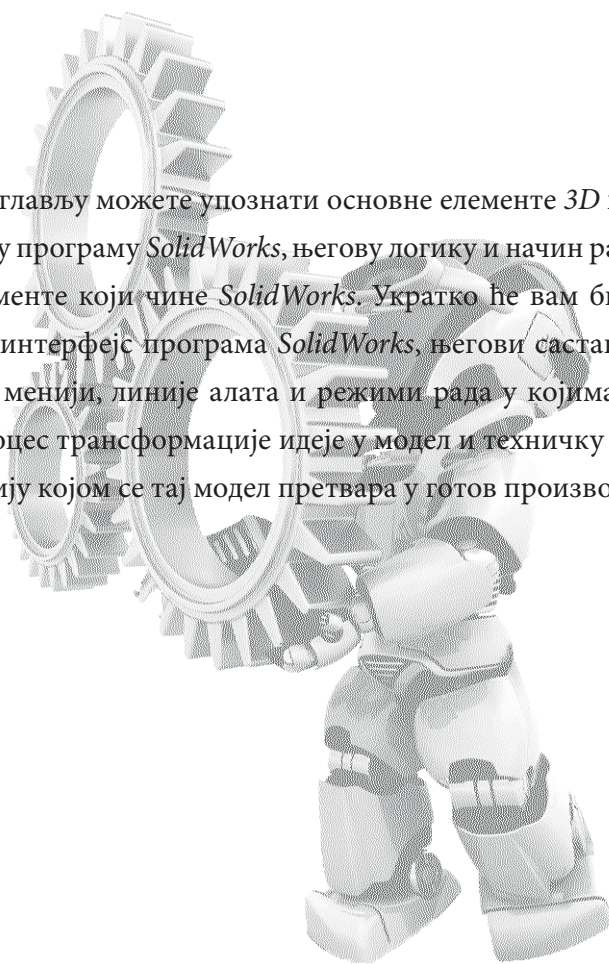 глављу можете упознати основне елементе 3D
у програму SolidWorks, његову логику и начин ра
менте који чине SolidWorks. Укратко ће вам би
интерфејс програма SolidWorks, његови састав
менији, линије алата и режими рада у којима
оцес трансформације идеје у модел и техничку
ију којом се тај модел претвара у готов произво